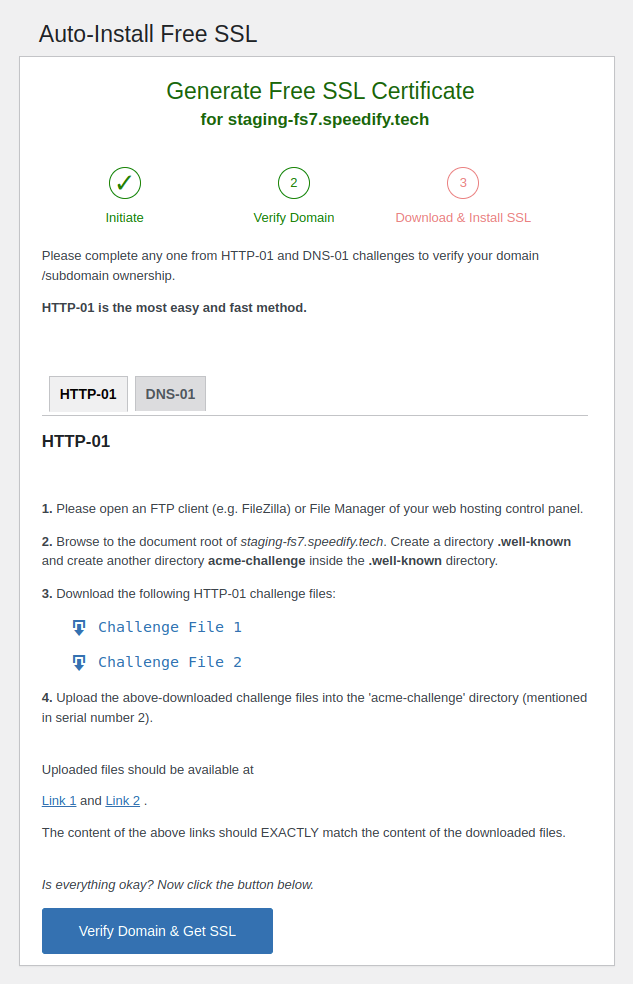 Auto-Install Free SSL
Generate Free SSL Certificate
for staging-fs7.speedify.tech
✓ 2 3
Initiate Verify Domain Download & Install SSL
Please complete any one from HTTP-01 and DNS-01 challenges to verify your domain
/subdomain ownership.
HTTP-01 is the most easy and fast method.
HTTP-01 DNS-01
HTTP-01
1. Please open an FTP client (e.g. FileZilla) or File Manager of your web hosting control panel.
2. Browse to the document root of staging-fs7.speedify.tech. Create a directory .well-known
and create another directory acme-challenge inside the .well-known directory.
3. Download the following HTTP-01 challenge files:
Challenge File 1
Challenge File 2
4. Upload the above-downloaded challenge files into the 'acme-challenge' directory (mentioned
in serial number 2).
Uploaded files should be available at
Link 1 and Link 2 .
The content of the above links should EXACTLY match the content of the downloaded files.
Is everything okay? Now click the button below.
Verify Domain & Get SSL